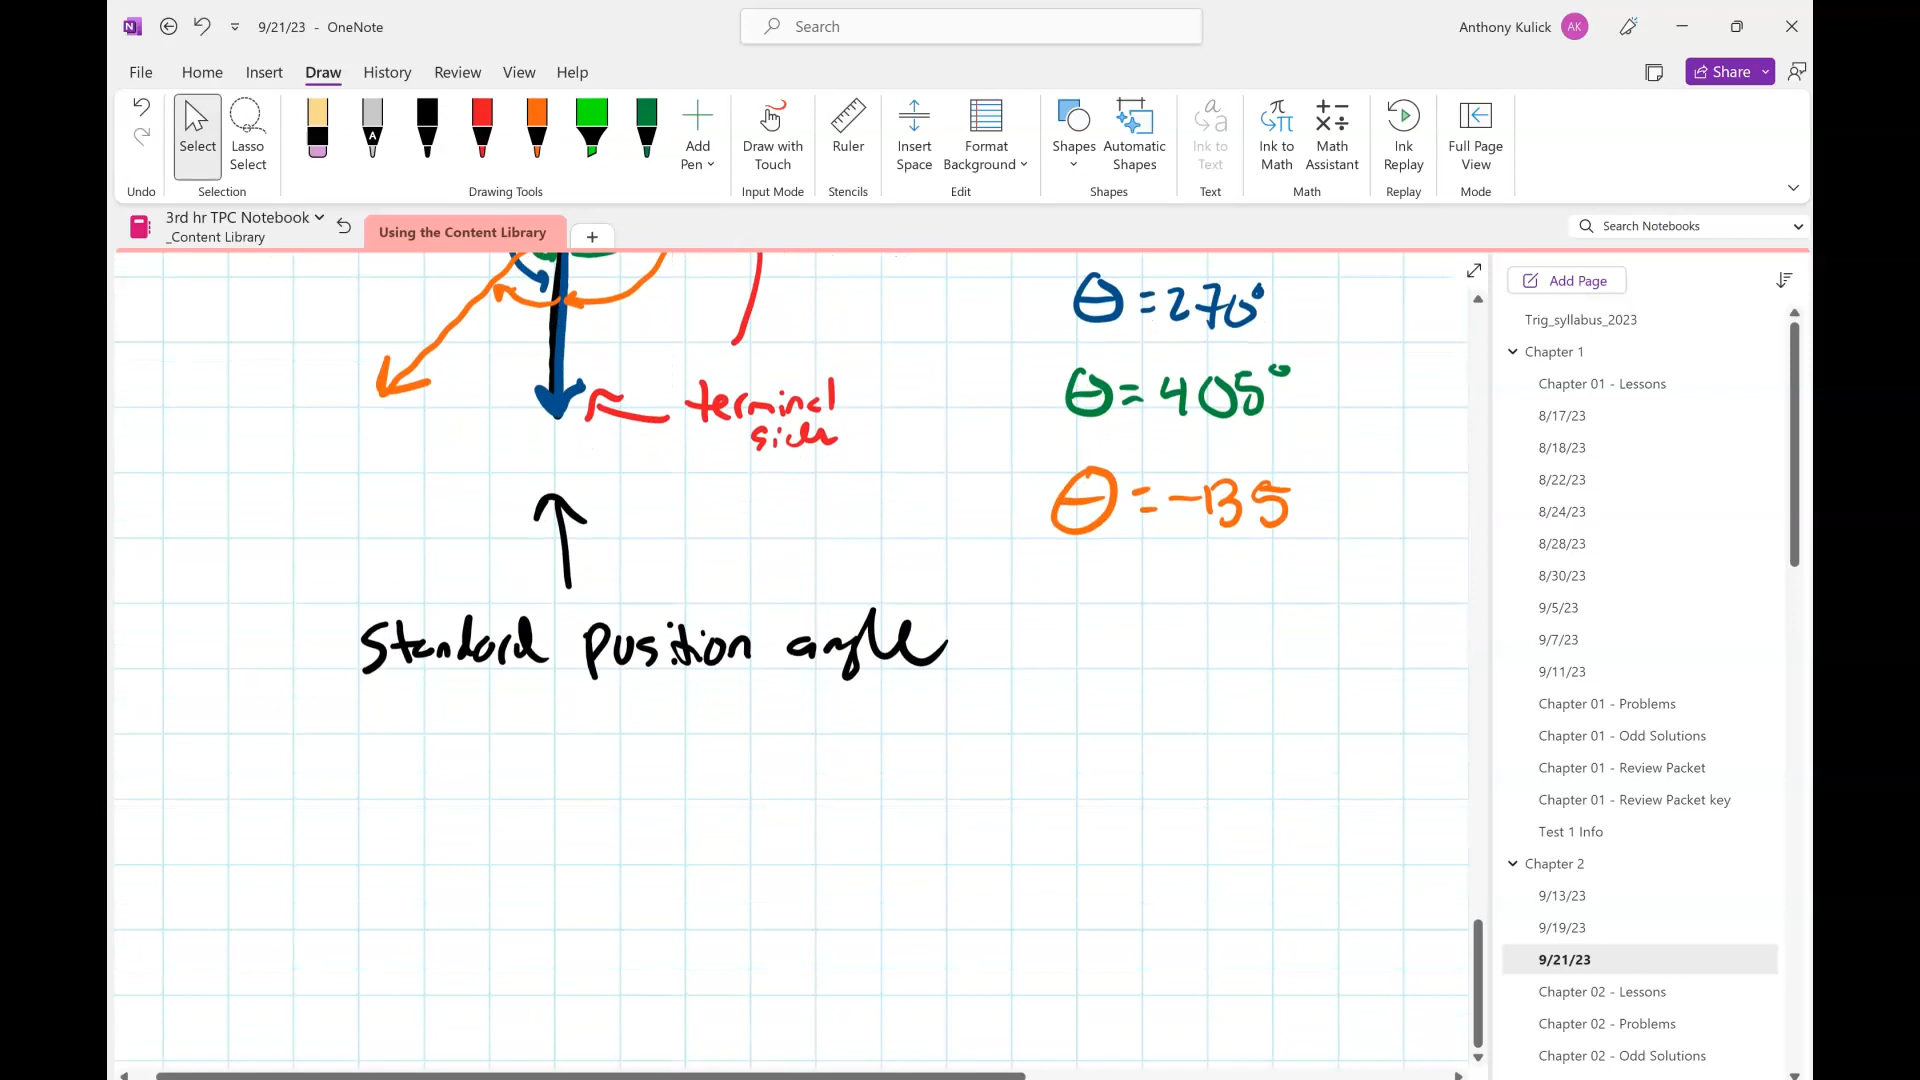 9/21/23 - OneNote
Search
Anthony Kulick
AK
File Home Insert Draw History Review View Help
Share
Undo
Select
Lasso Select
Selection
A
Drawing Tools
Add Pen
Draw with Touch
Input Mode
Ruler
Stencils
Insert Space
Format Background
Edit
Shapes
Automatic Shapes
Shapes
Ink to Text
Text
Ink to Math
Math Assistant
Math
Ink Replay
Replay
Full Page View
Mode
3rd hr TPC Notebook
_Content Library
Using the Content Library
+
Search Notebooks
θ = 270°
θ = 405°
θ = -135
terminal
side
standard position angle
Add Page
Trig_syllabus_2023
Chapter 1
Chapter 01 - Lessons
8/17/23
8/18/23
8/22/23
8/24/23
8/28/23
8/30/23
9/5/23
9/7/23
9/11/23
Chapter 01 - Problems
Chapter 01 - Odd Solutions
Chapter 01 - Review Packet
Chapter 01 - Review Packet key
Test 1 Info
Chapter 2
9/13/23
9/19/23
9/21/23
Chapter 02 - Lessons
Chapter 02 - Problems
Chapter 02 - Odd Solutions